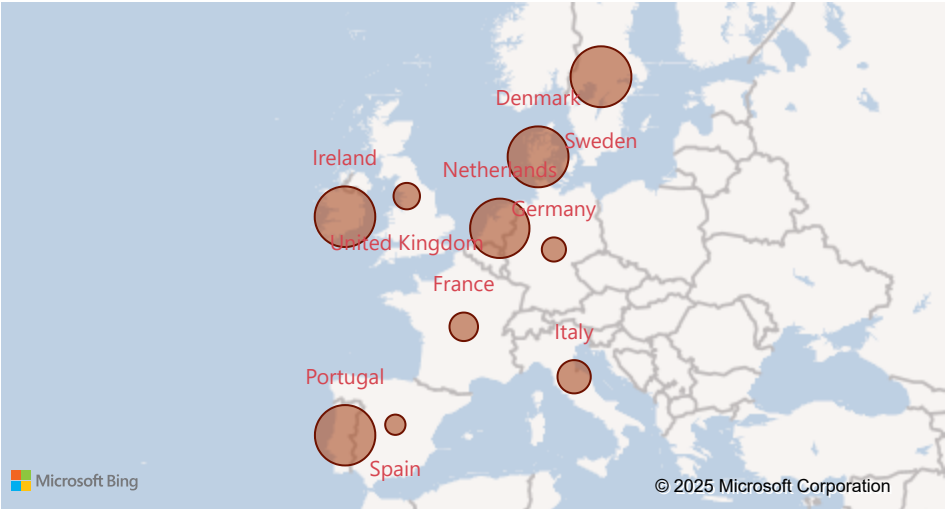 Denmark
Sweden
Ireland
Netherlands
Germany
United Kingdom
France
Italy
Portugal
Spain
Microsoft Bing
© 2025 Microsoft Corporation